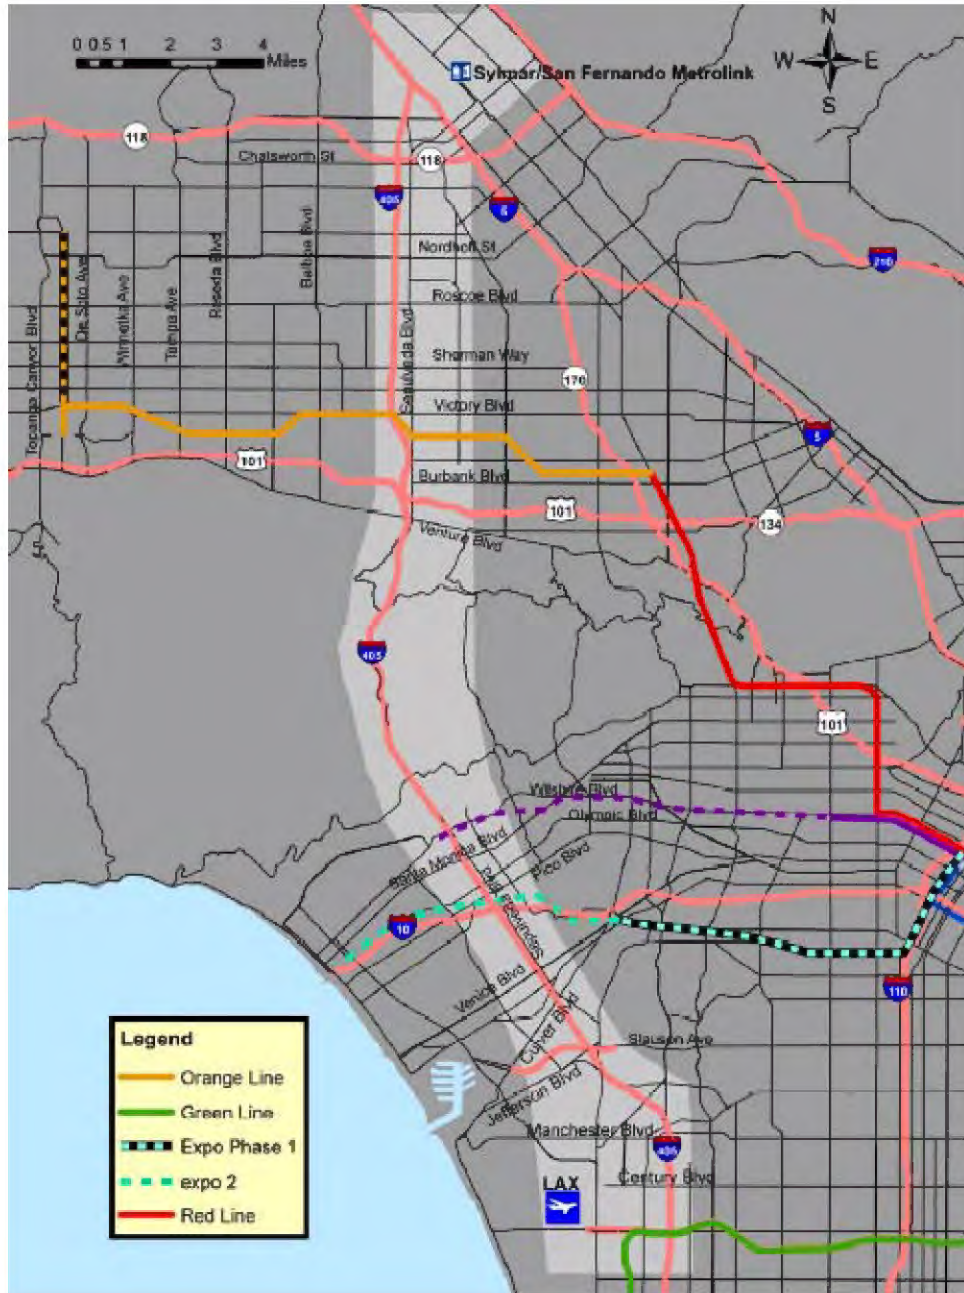 N
W E
S
0 0.5 1 2 3 4
Miles
Sylmar/San Fernando Metrolink
118
Chatsworth St
118
405
5
Nordhoff St
210
Topanga Canyon Blvd
De Soto Ave
Winnetka Ave
Tampa Ave
Reseda Blvd
Balboa Blvd
Roscoe Blvd
Sepulveda Blvd
Sherman Way
170
Victory Blvd
5
101
Burbank Blvd
101
134
Ventura Blvd
405
101
Wilshire Blvd
Olympic Blvd
Santa Monica Blvd
Pico Blvd
10
Sepulveda Blvd
Venice Blvd
110
Culver Blvd
Slauson Ave
Jefferson Blvd
Manchester Blvd
405
LAX
Century Blvd
Legend
Orange Line
Green Line
Expo Phase 1
expo 2
Red Line